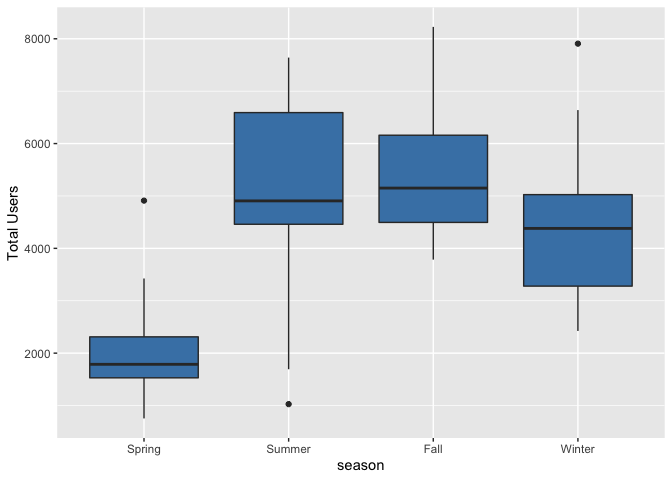 8000
6000
4000
2000
Total Users
Spring
Summer
Fall
Winter
season